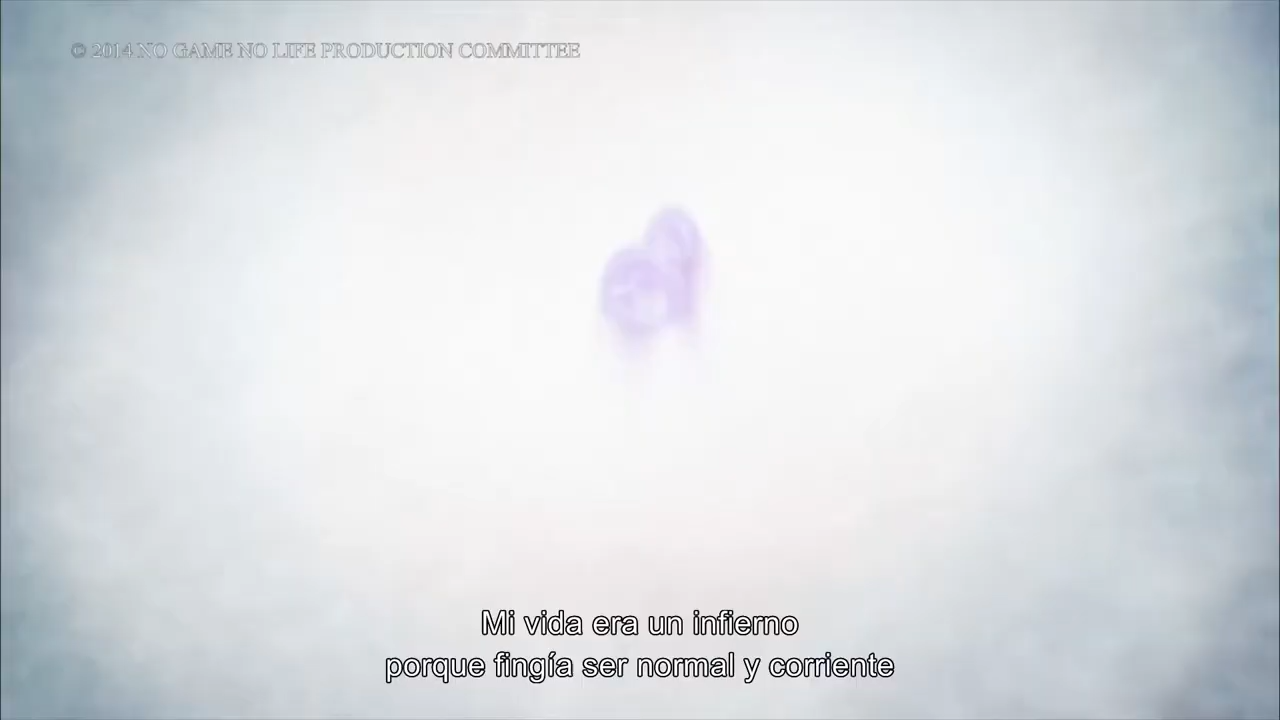 © 2014 NO GAME NO LIFE PRODUCTION COMMITTEE
Mi vida era un infierno
porque fingía ser normal y corriente